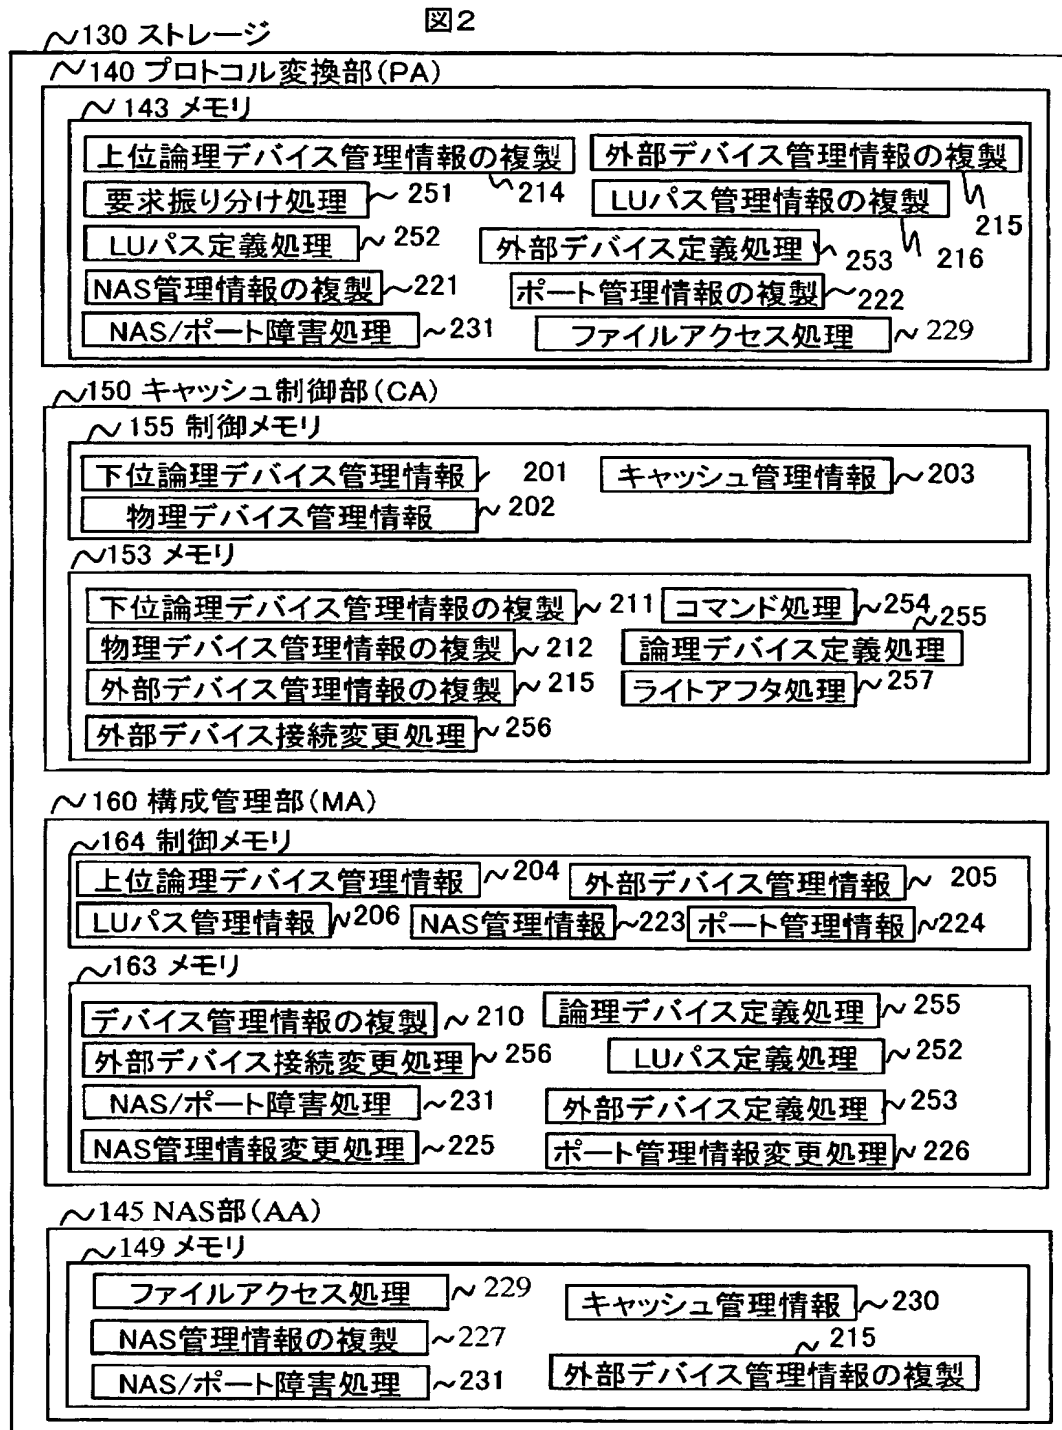 図2
130 ストレージ
140 プロトコル変換部(PA)
143 メモリ
上位論理デバイス管理情報の複製 214
外部デバイス管理情報の複製 215
要求振り分け処理 251
LUパス管理情報の複製 216
LUパス定義処理 252
外部デバイス定義処理 253
NAS管理情報の複製 221
ポート管理情報の複製 222
NAS/ポート障害処理 231
ファイルアクセス処理 229
150 キャッシュ制御部(CA)
155 制御メモリ
下位論理デバイス管理情報 201
キャッシュ管理情報 203
物理デバイス管理情報 202
153 メモリ
下位論理デバイス管理情報の複製 211
コマンド処理 254
物理デバイス管理情報の複製 212
論理デバイス定義処理 255
外部デバイス管理情報の複製 215
ライトアフタ処理 257
外部デバイス接続変更処理 256
160 構成管理部(MA)
164 制御メモリ
上位論理デバイス管理情報 204
外部デバイス管理情報 205
LUパス管理情報 206
NAS管理情報 223
ポート管理情報 224
163 メモリ
デバイス管理情報の複製 210
論理デバイス定義処理 255
外部デバイス接続変更処理 256
LUパス定義処理 252
NAS/ポート障害処理 231
外部デバイス定義処理 253
NAS管理情報変更処理 225
ポート管理情報変更処理 226
145 NAS部(AA)
149 メモリ
ファイルアクセス処理 229
キャッシュ管理情報 230
NAS管理情報の複製 227
外部デバイス管理情報の複製 215
NAS/ポート障害処理 231